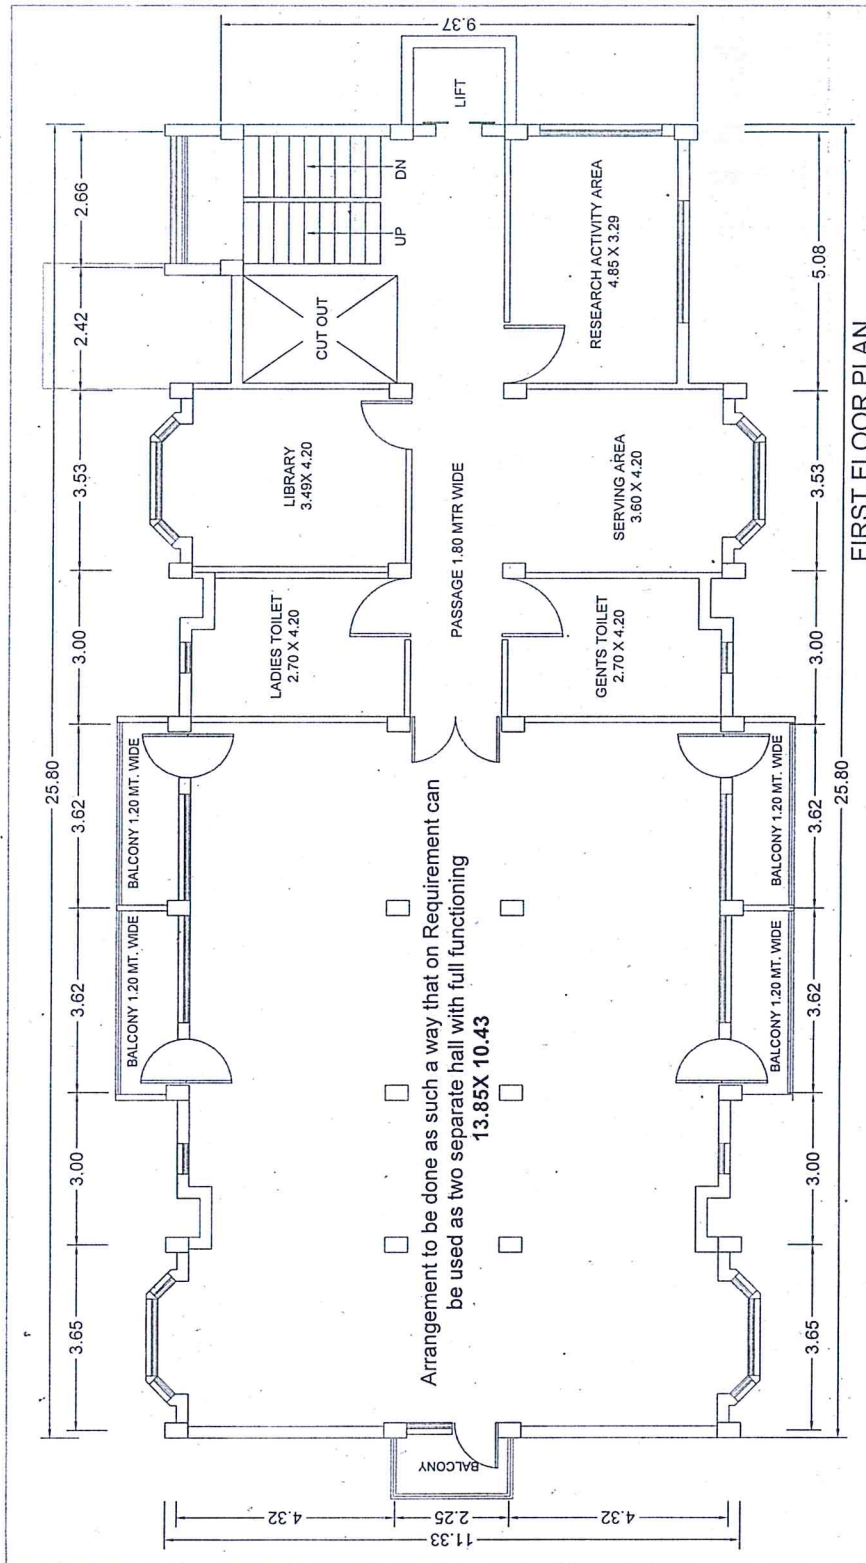 25.80
3.65
3.00
3.62
3.62
3.00
3.53
2.42
2.66
BALCONY 1.20 MT. WIDE
BALCONY 1.20 MT. WIDE
LADIES TOILET
2.70 X 4.20
LIBRARY
3.49X 4.20
CUT OUT
UP
DN
LIFT
9.37
Arrangement to be done as such a way that on Requirement can
be used as two separate hall with full functioning
13.85X 10.43
PASSAGE 1.80 MTR WIDE
BALCONY
4.32
2.25
4.32
11.33
GENTS TOILET
2.70 X 4.20
SERVING AREA
3.60 X 4.20
RESEARCH ACTIVITY AREA
4.85 X 3.29
BALCONY 1.20 MT. WIDE
BALCONY 1.20 MT. WIDE
3.65
3.00
3.62
3.62
3.00
3.53
5.08
25.80
FIRST FLOOR PLAN